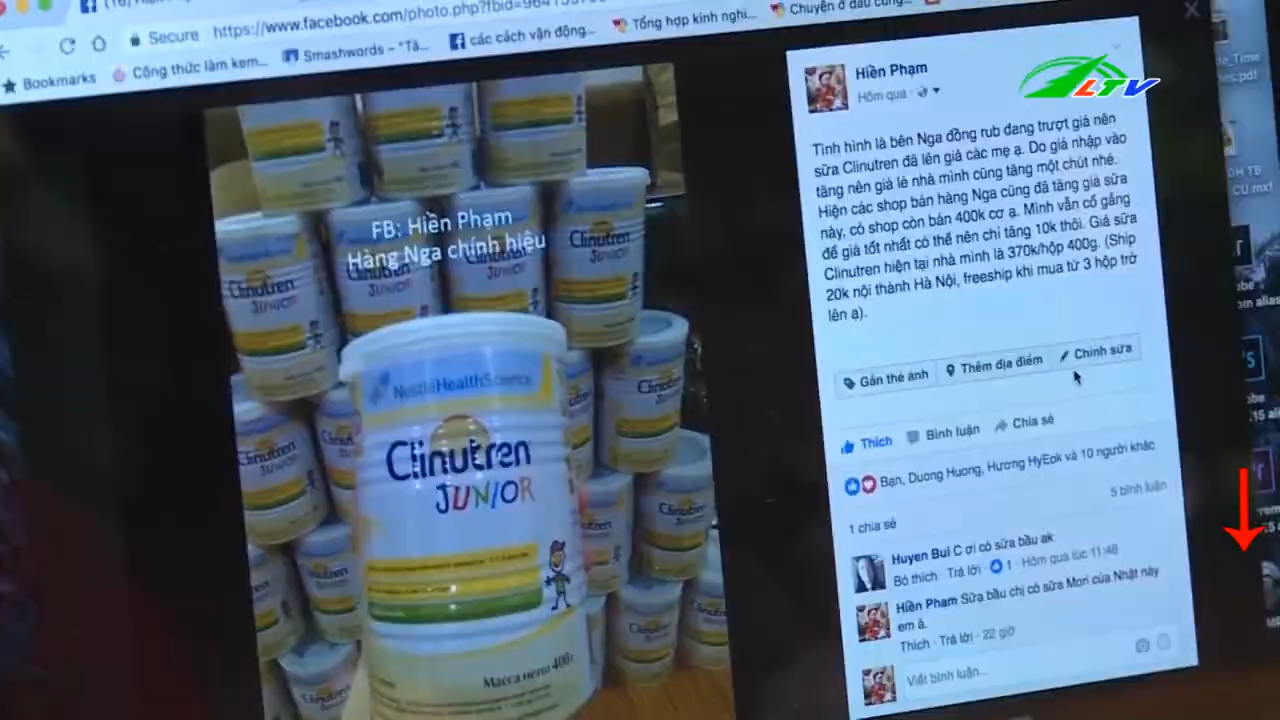 Secure
https://www.facebook.com/photo.php?fbid=
Bookmarks
Công thức làm kem...
Smashwords – "Tă...
các cách vận động...
Tổng hợp kinh nghi...
Chuyện ở đâu cũng...
LTV
FB: Hiền Phạm
Hàng Nga chính hiệu
NestléHealthScience
Clinutren
JUNIOR
Масса нетто 400г
Hiền Phạm
Hôm qua
Tình hình là bên Nga đồng rub đang trượt giá nên
sữa Clinutren đã lên giá các mẹ ạ. Do giá nhập vào
tăng nên giá lẻ nhà mình cũng tăng một chút nhé.
Hiện các shop bán hàng Nga cũng đã tăng giá sữa
này, có shop còn bán 400k cơ ạ. Mình vẫn cố gắng
để giá tốt nhất có thể nên chỉ tăng 10k thôi. Giá sữa
Clinutren hiện tại nhà mình là 370k/hộp 400g. (Ship
20k nội thành Hà Nội, freeship khi mua từ 3 hộp trở
lên ạ).
Gắn thẻ ảnh
Thêm địa điểm
Chỉnh sửa
Thích
Bình luận
Chia sẻ
Bạn, Duong Huong, Hương HyEok và 10 người khác
5 bình luận
1 chia sẻ
Huyen Bui C ơi có sữa bầu ak
Bỏ thích · Trả lời · 1 · Hôm qua lúc 11:48
Hiền Phạm Sữa bầu chị có sữa Mori của Nhật này
em ạ.
Thích · Trả lời · 22 giờ
Viết bình luận...